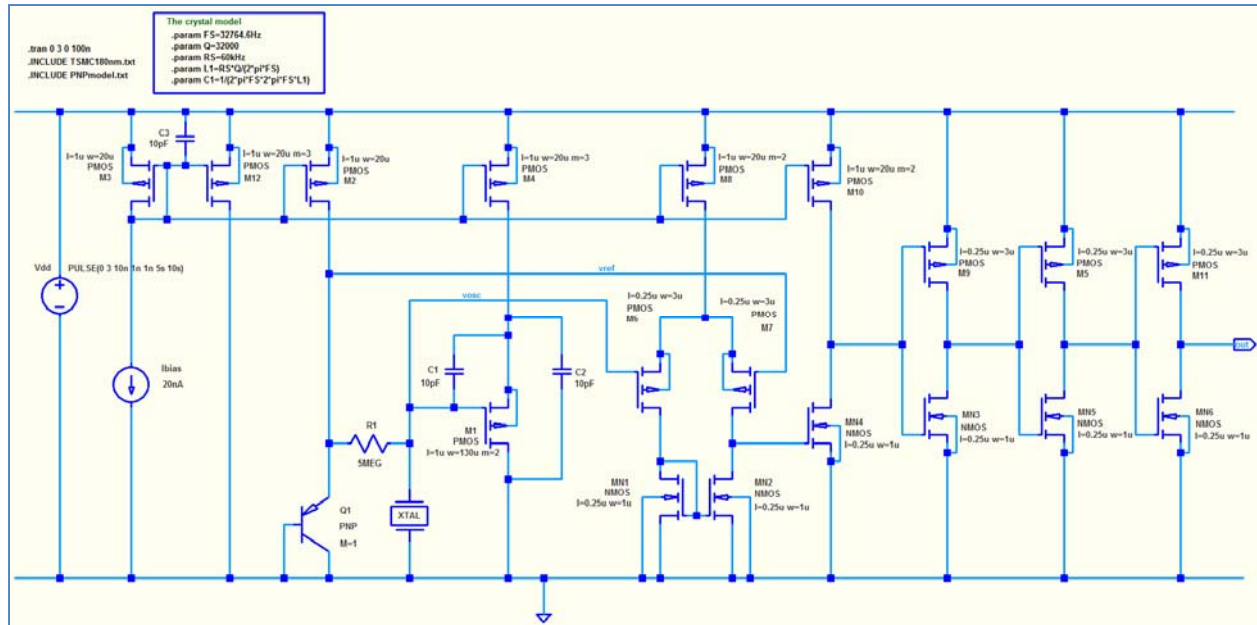 The crystal model
.param FS=32764.6Hz
.param Q=32000
.param RS=60kHz
.param L1=RS*Q/(2*pi*FS)
.param C1=1/(2*pi*FS*2*pi*FS*L1)
.tran 0 3 0 100n
.INCLUDE TSMC180nm.txt
.INCLUDE PNPmodel.txt
C3
10pF
l=1u w=20u
PMOS
M3
l=1u w=20u m=3
PMOS
M12
l=1u w=20u
PMOS
M2
l=1u w=20u m=3
PMOS
M4
l=1u w=20u m=2
PMOS
M8
l=1u w=20u m=2
PMOS
M10
Vdd
PULSE(0 3 10n 1n 1n 5s 10s)
Ibias
20nA
vref
vosc
l=0.25u w=3u
PMOS
M6
l=0.25u w=3u
PMOS
M7
l=0.25u w=3u
PMOS
M9
l=0.25u w=3u
PMOS
M5
l=0.25u w=3u
PMOS
M11
out
C1
10pF
C2
10pF
M1
PMOS
l=1u w=130u m=2
R1
5MEG
XTAL
Q1
PNP
M=1
MN1
NMOS
l=0.25u w=1u
MN2
NMOS
l=0.25u w=1u
MN4
NMOS
l=0.25u w=1u
MN3
NMOS
l=0.25u w=1u
MN5
NMOS
l=0.25u w=1u
MN6
NMOS
l=0.25u w=1u